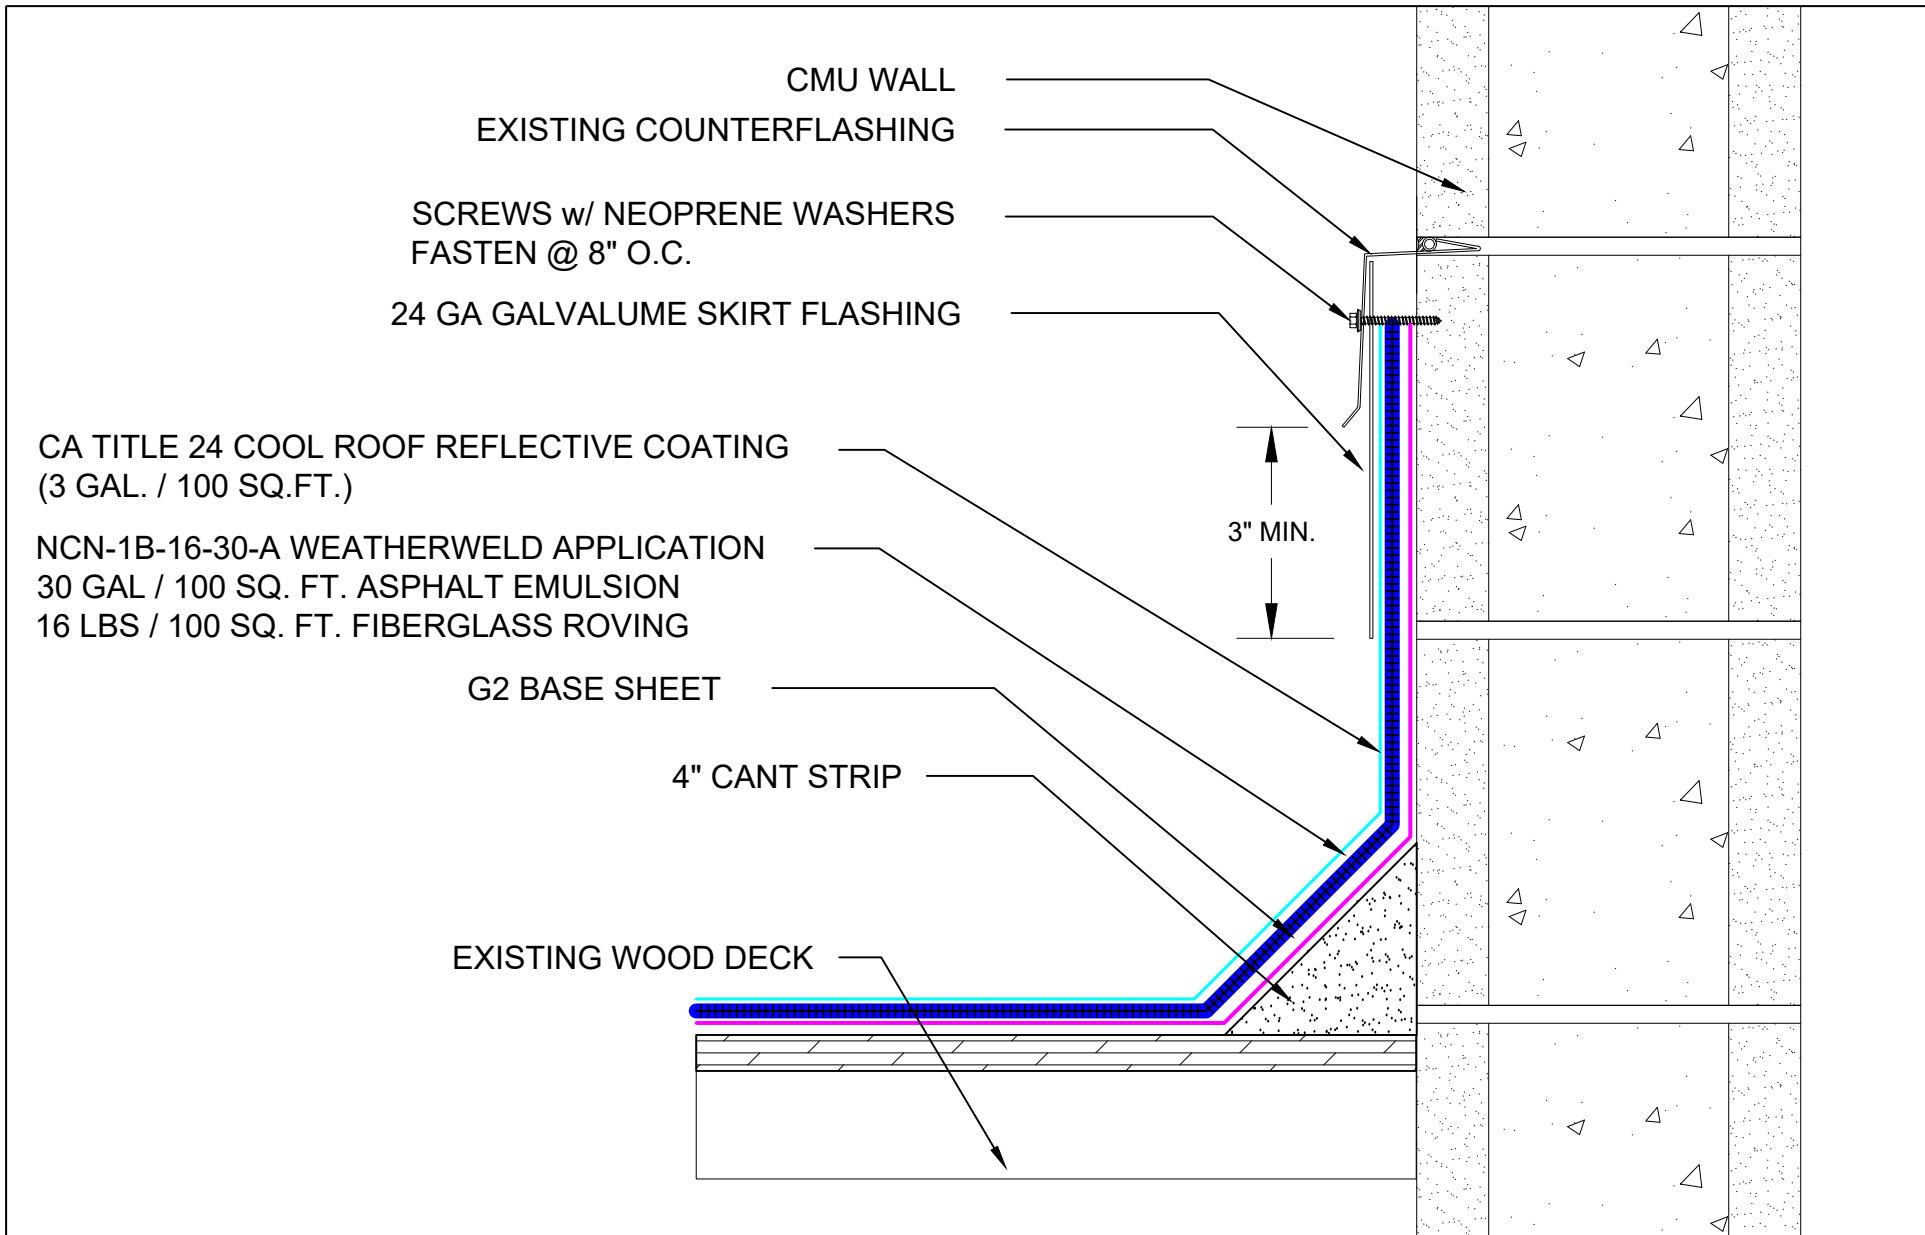 CMU WALL
EXISTING COUNTERFLASHING
SCREWS w/ NEOPRENE WASHERS
FASTEN @ 8" O.C.
24 GA GALVALUME SKIRT FLASHING
CA TITLE 24 COOL ROOF REFLECTIVE COATING
(3 GAL. / 100 SQ.FT.)
3" MIN.
NCN-1B-16-30-A WEATHERWELD APPLICATION
30 GAL / 100 SQ. FT. ASPHALT EMULSION
16 LBS / 100 SQ. FT. FIBERGLASS ROVING
G2 BASE SHEET
4" CANT STRIP
EXISTING WOOD DECK